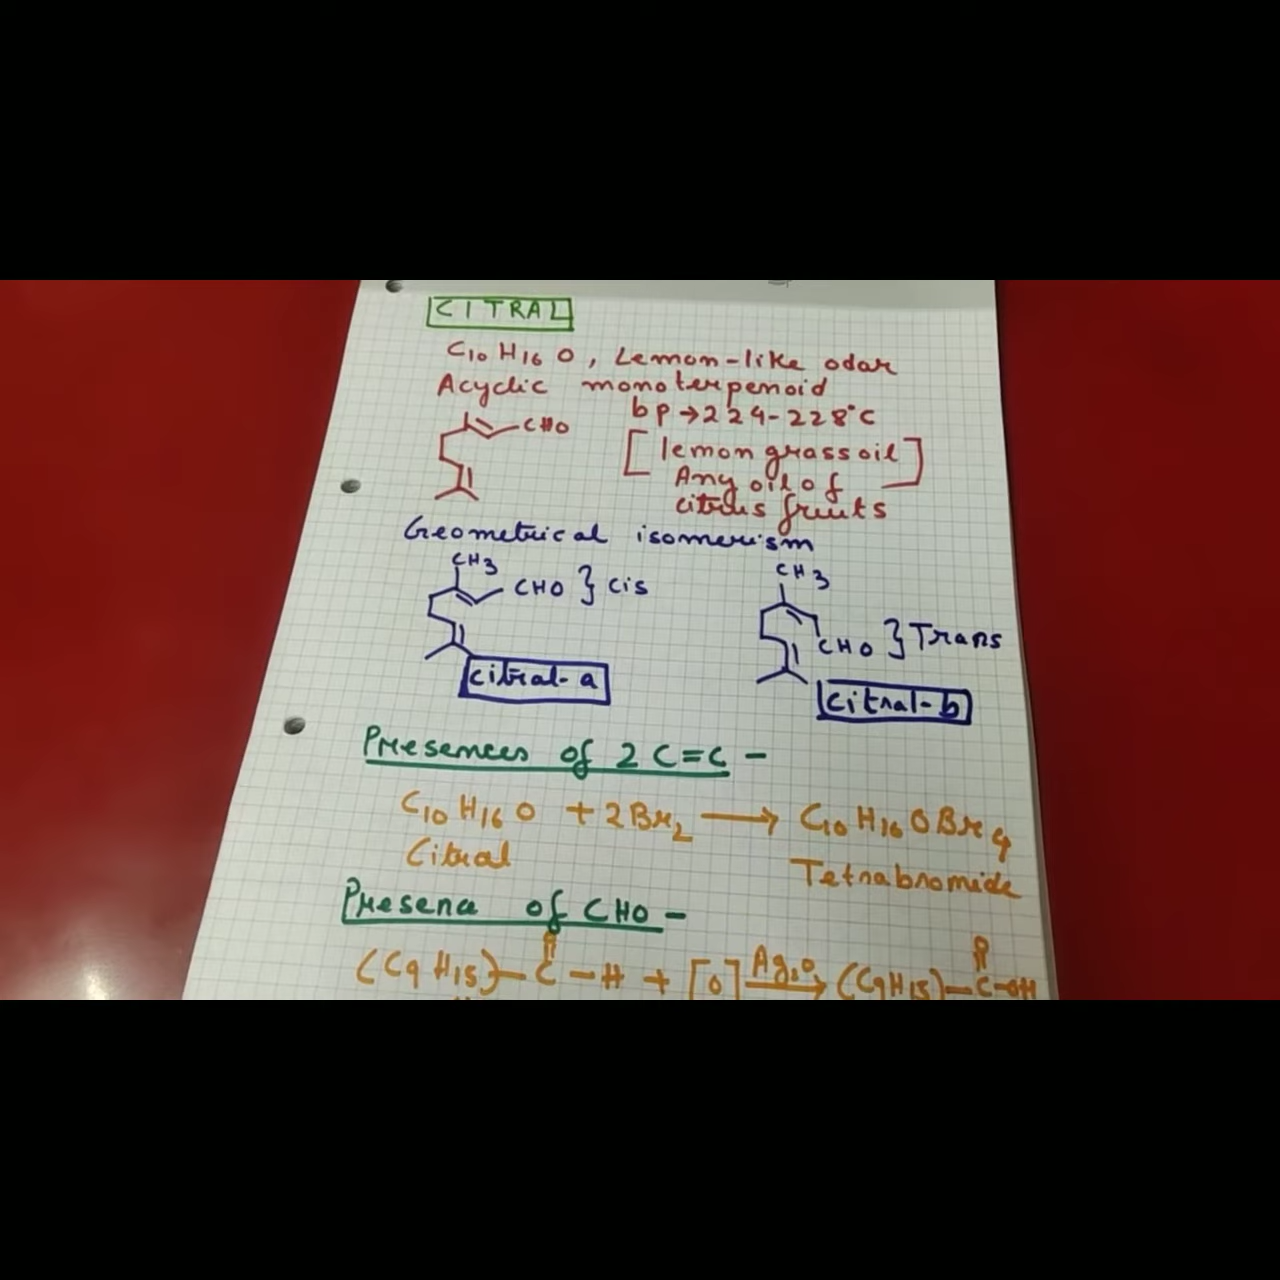 CITRAL
C10 H16 O, Lemon-like odar
Acyclic monoterpenoid
bp → 224-228°C
CHO
[lemon grass oil]
Any oil of
citrus fruits
Geometrical isomerism
CH3
CHO } cis
citral-a
CH3
CHO } Trans
citral-b
Presences of 2 C=C -
C10 H16 O + 2Br2 → C10 H16 O Br4
Citral
Tetrabromide
Presence of CHO -
(C9 H15)-C-H + [O] Ag2O → (C9H15)-C-OH